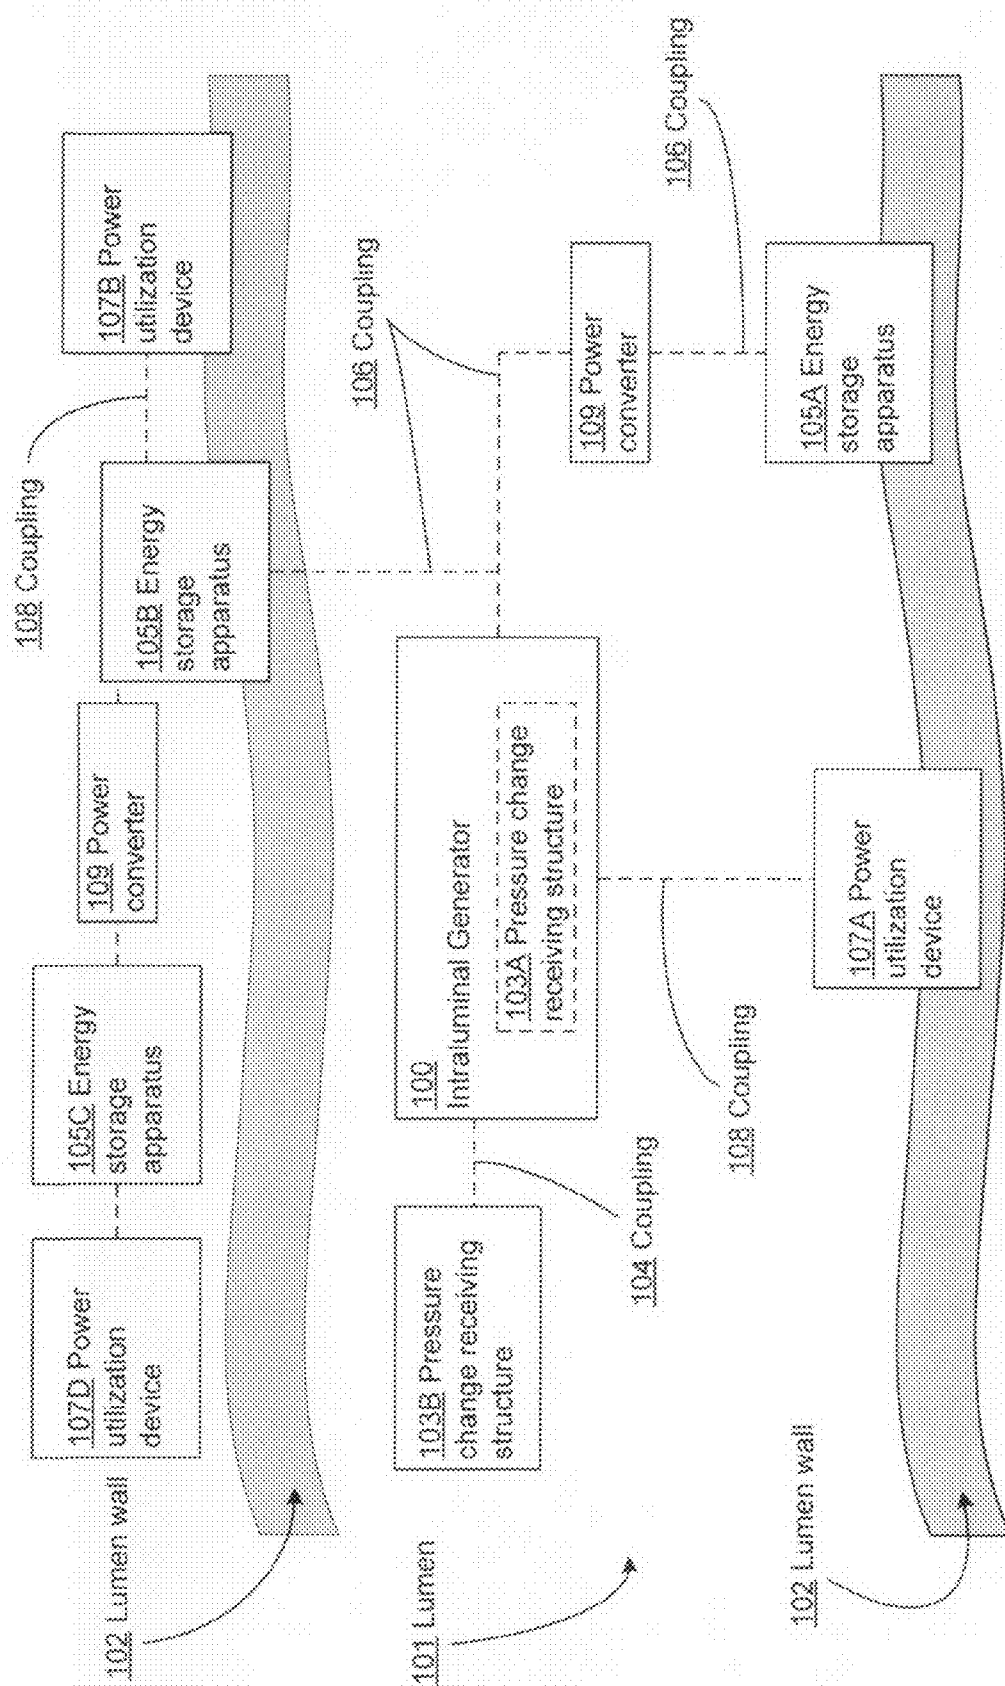 108 Coupling
107D Power
utilization
device
105C Energy
storage
apparatus
109 Power
converter
105B Energy
storage
apparatus
107B Power
utilization
device
102 Lumen wall
106 Coupling
101 Lumen
103B Pressure
change receiving
structure
100
Intraluminal Generator
103A Pressure change
receiving structure
109 Power
converter
106 Coupling
104 Coupling
108 Coupling
102 Lumen wall
107A Power
utilization
device
105A Energy
storage
apparatus